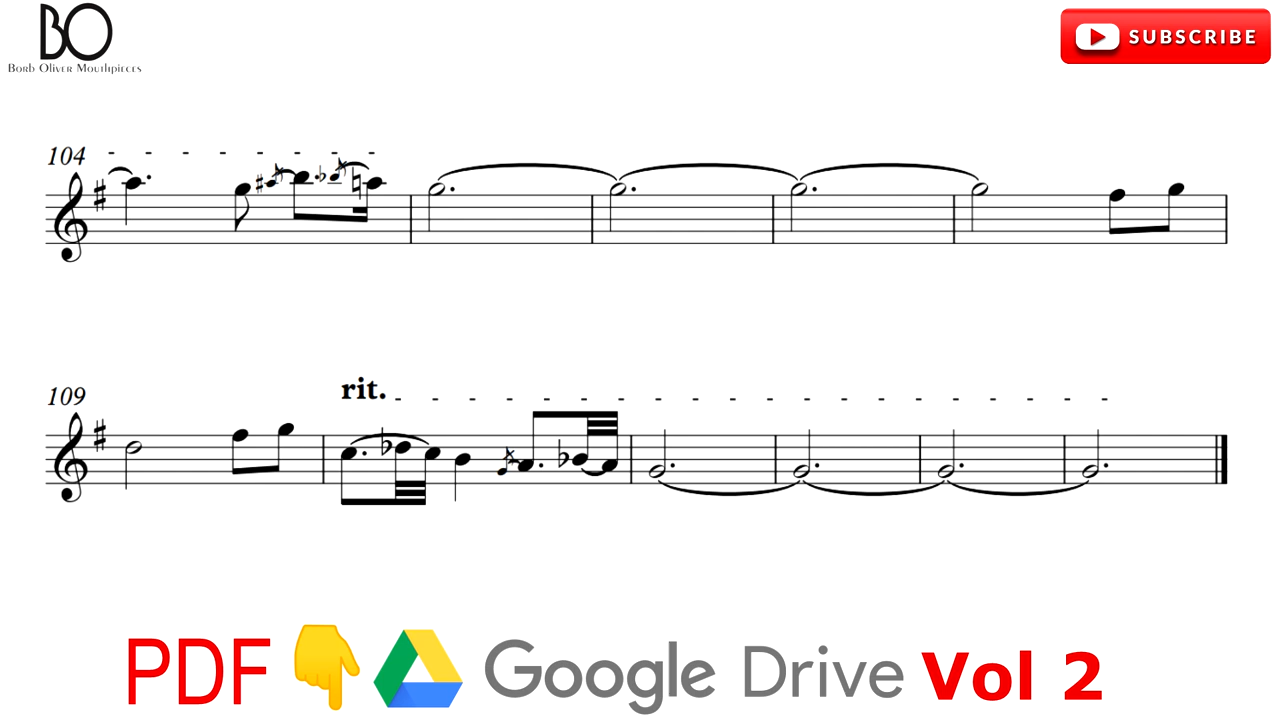 BO
Borb Oliver Mouthpieces
SUBSCRIBE
104
109
rit.
PDF Google Drive Vol 2